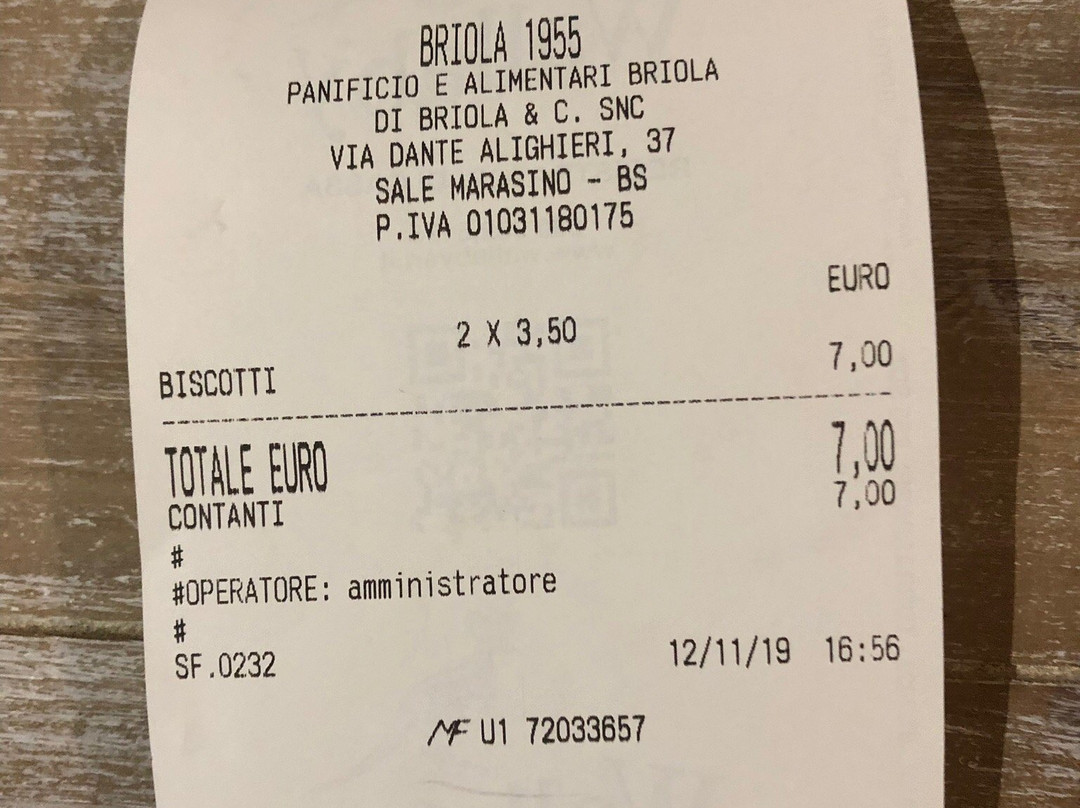 BRIOLA 1955
PANIFICIO E ALIMENTARI BRIOLA
DI BRIOLA & C. SNC
VIA DANTE ALIGHIERI, 37
SALE MARASINO - BS
P.IVA 01031180175
EURO
2 X 3,50
BISCOTTI 7,00
TOTALE EURO 7,00
CONTANTI 7,00
#
#OPERATORE: amministratore
#
SF.0232 12/11/19 16:56
MF U1 72033657